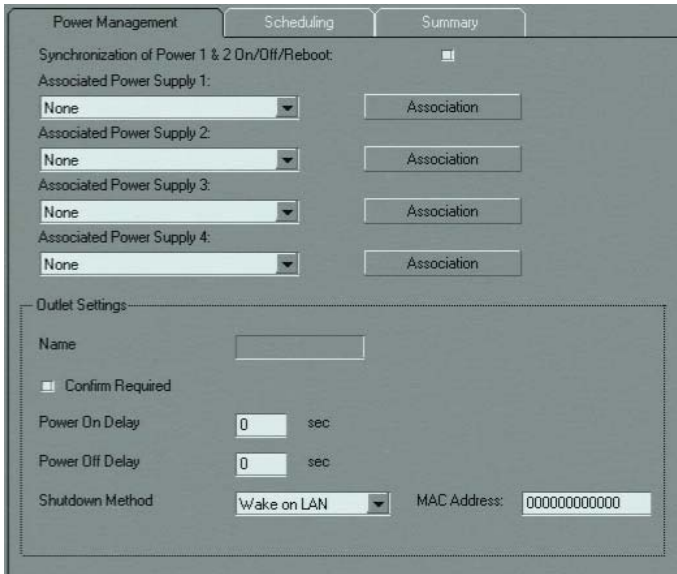 Power Management Scheduling Summary
Synchronization of Power 1 & 2 On/Off/Reboot:
Associated Power Supply 1:
None Association
Associated Power Supply 2:
None Association
Associated Power Supply 3:
None Association
Associated Power Supply 4:
None Association
Outlet Settings
Name
Confirm Required
Power On Delay 0 sec
Power Off Delay 0 sec
Shutdown Method Wake on LAN MAC Address: 000000000000